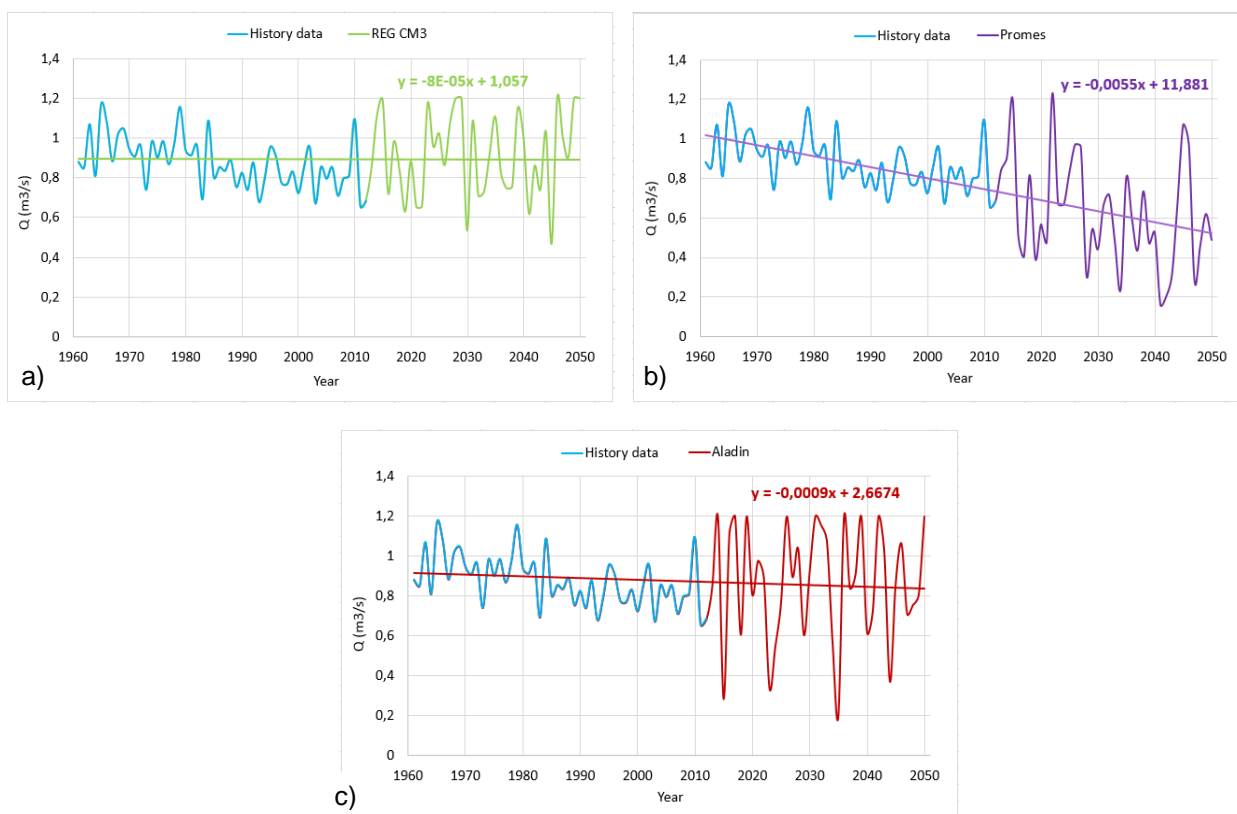 History data REG CM3
1,4
1,2
1
0,8
0,6
0,4
0,2
0
Q (m3/s)
y = -8E-05x + 1,057
1960 1970 1980 1990 2000 2010 2020 2030 2040 2050
Year
a)
History data Promes
1,4
1,2
1
0,8
0,6
0,4
0,2
0
Q (m3/s)
y = -0,0055x + 11,881
1960 1970 1980 1990 2000 2010 2020 2030 2040 2050
Year
b)
History data Aladin
1,4
1,2
1
0,8
0,6
0,4
0,2
0
Q (m3/s)
y = -0,0009x + 2,6674
1960 1970 1980 1990 2000 2010 2020 2030 2040 2050
Year
c)